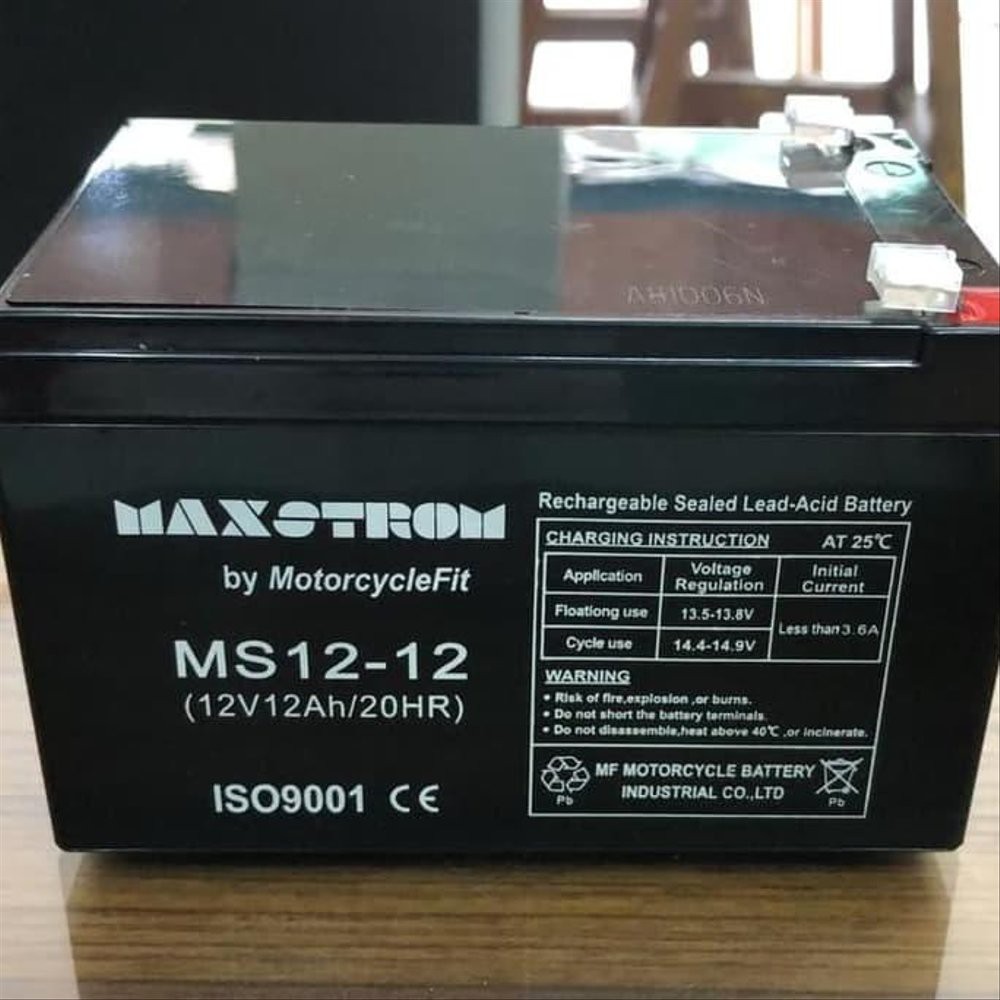 A81006N
MAXSTROM
by MotorcycleFit
MS12-12
(12V12Ah/20HR)
ISO9001 CE
Rechargeable Sealed Lead-Acid Battery
CHARGING INSTRUCTION AT 25℃
Application Voltage Regulation Initial Current
Floationg use 13.5-13.8V Less than 3.6A
Cycle use 14.4-14.9V
WARNING
• Risk of fire,explosion ,or burns.
• Do not short the battery terminals.
• Do not disassemble,heat above 40℃ ,or incinerate.
MF MOTORCYCLE BATTERY
INDUSTRIAL CO.,LTD
Pb Pb